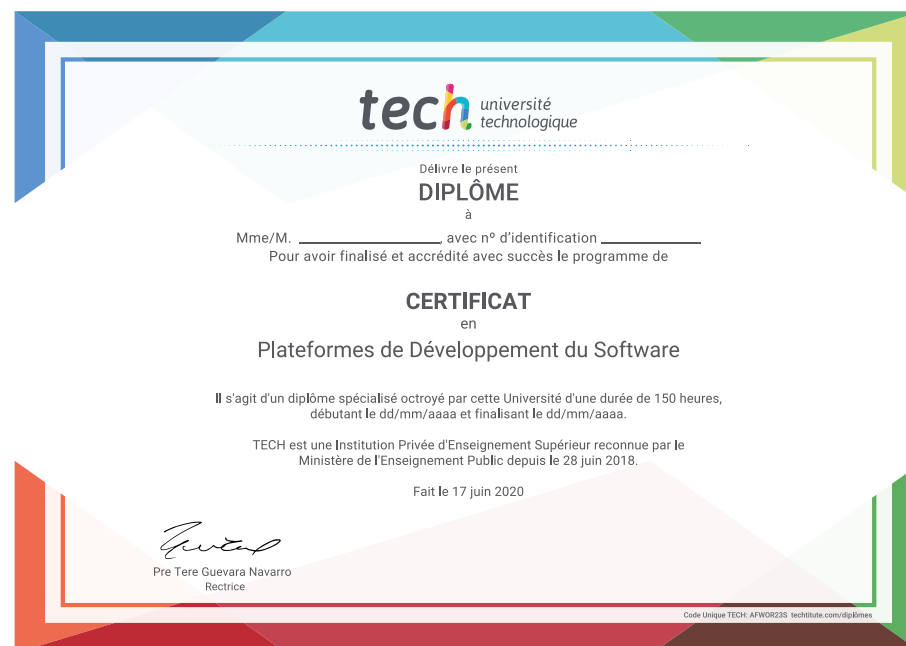 tech université
technologique
Délivre le présent
DIPLÔME
à
Mme/M. ____________________, avec nº d'identification ______________
Pour avoir finalisé et accrédité avec succès le programme de
CERTIFICAT
en
Plateformes de Développement du Software
Il s'agit d'un diplôme spécialisé octroyé par cette Université d'une durée de 150 heures,
débutant le dd/mm/aaaa et finalisant le dd/mm/aaaa.
TECH est une Institution Privée d'Enseignement Supérieur reconnue par le
Ministère de l'Enseignement Public depuis le 28 juin 2018.
Fait le 17 juin 2020
Pre Tere Guevara Navarro
Rectrice
Code Unique TECH: AFWOR23S techtitute.com/diplômes